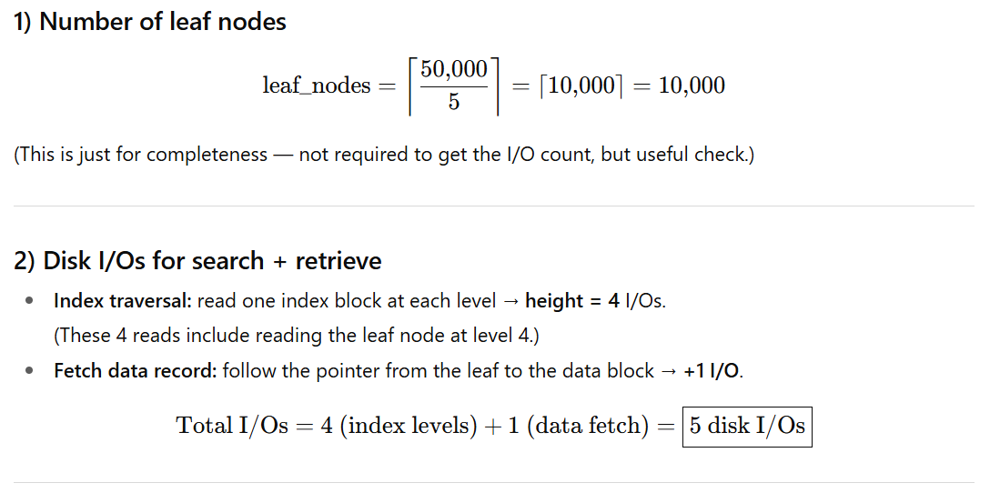 1) Number of leaf nodes
leaf_nodes = ⌈50,000/5⌉ = ⌈10,000⌉ = 10,000
(This is just for completeness — not required to get the I/O count, but useful check.)
2) Disk I/Os for search + retrieve
• Index traversal: read one index block at each level → height = 4 I/Os.
(These 4 reads include reading the leaf node at level 4.)
• Fetch data record: follow the pointer from the leaf to the data block → +1 I/O.
Total I/Os = 4 (index levels) + 1 (data fetch) = 5 disk I/Os